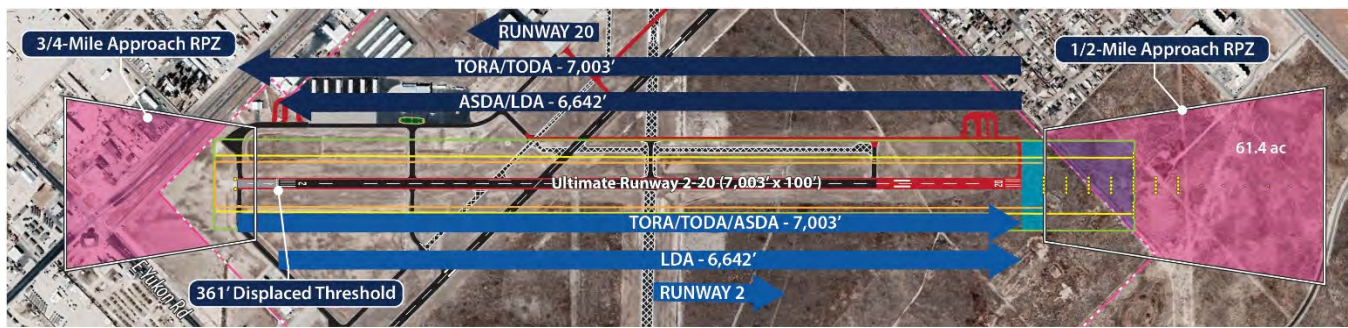 RUNWAY 20
3/4-Mile Approach RPZ
1/2-Mile Approach RPZ
TORA/TODA - 7,003’
ASDA/LDA - 6,642’
61.4 ac
2
Ultimate Runway 2-20 (7,003’ x 100’)
20
TORA/TODA/ASDA - 7,003’
LDA - 6,642’
E Yukon Rd
361’ Displaced Threshold
RUNWAY 2